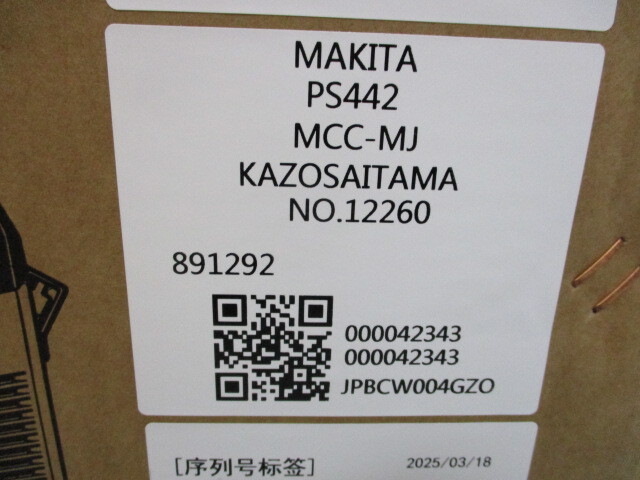 MAKITA
PS442
MCC-MJ
KAZOSAITAMA
NO.12260
891292
000042343
000042343
JPBCW004GZO
[序列号标签]
2025/03/18